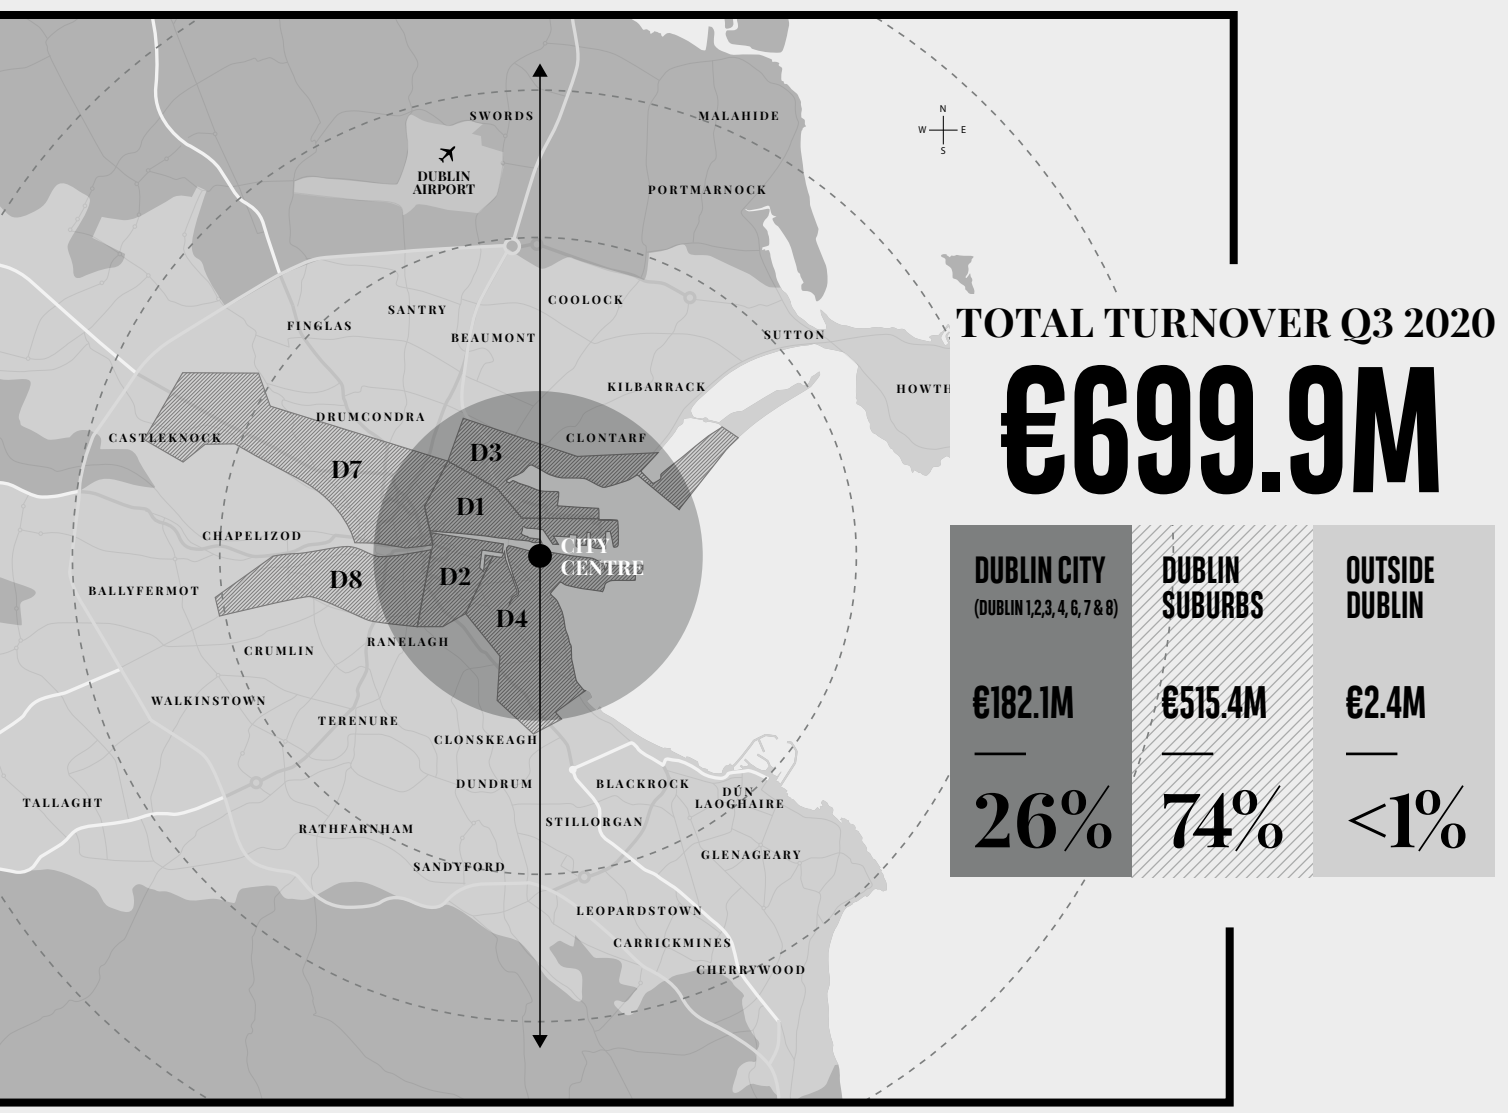 SWORDS
MALAHIDE
N
W E
S
DUBLIN
AIRPORT
PORTMARNOCK
COOLOCK
SANTRY
FINGLAS
BEAUMONT
SUTTON
KILBARRACK
HOWTH
DRUMCONDRA
CASTLEKNOCK
CLONTARF
D3
D7
D1
CHAPELIZOD
CITY
CENTRE
D2
D8
BALLYFERMOT
D4
RANELAGH
CRUMLIN
WALKINSTOWN
TERENURE
CLONSKEAGH
DUNDRUM
BLACKROCK
DÚN
LAOGHAIRE
TALLAGHT
STILLORGAN
RATHFARNHAM
GLENAGEARY
SANDYFORD
LEOPARDSTOWN
CARRICKMINES
CHERRYWOOD
TOTAL TURNOVER Q3 2020
€699.9M
DUBLIN CITY
(DUBLIN 1,2,3, 4, 6, 7 & 8)
€182.1M
26%
DUBLIN
SUBURBS
€515.4M
74%
OUTSIDE
DUBLIN
€2.4M
<1%